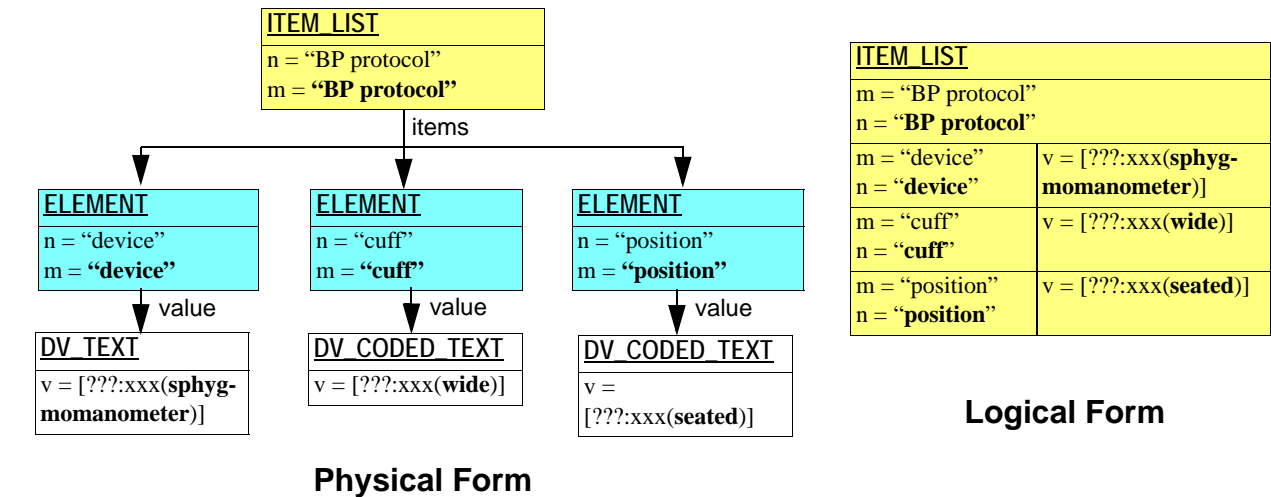 ITEM_LIST
n = “BP protocol”
m = “BP protocol”
items
ELEMENT
n = “device”
m = “device”
ELEMENT
n = “cuff”
m = “cuff”
ELEMENT
n = “position”
m = “position”
value
value
value
DV_TEXT
v = [???:xxx(sphyg-
momanometer)]
DV_CODED_TEXT
v = [???:xxx(wide)]
DV_CODED_TEXT
v =
[???:xxx(seated)]
Physical Form
ITEM_LIST
m = “BP protocol”
n = “BP protocol”
m = “device”
n = “device”
v = [???:xxx(sphyg-
momanometer)]
m = “cuff”
n = “cuff”
v = [???:xxx(wide)]
m = “position”
n = “position”
v = [???:xxx(seated)]
Logical Form